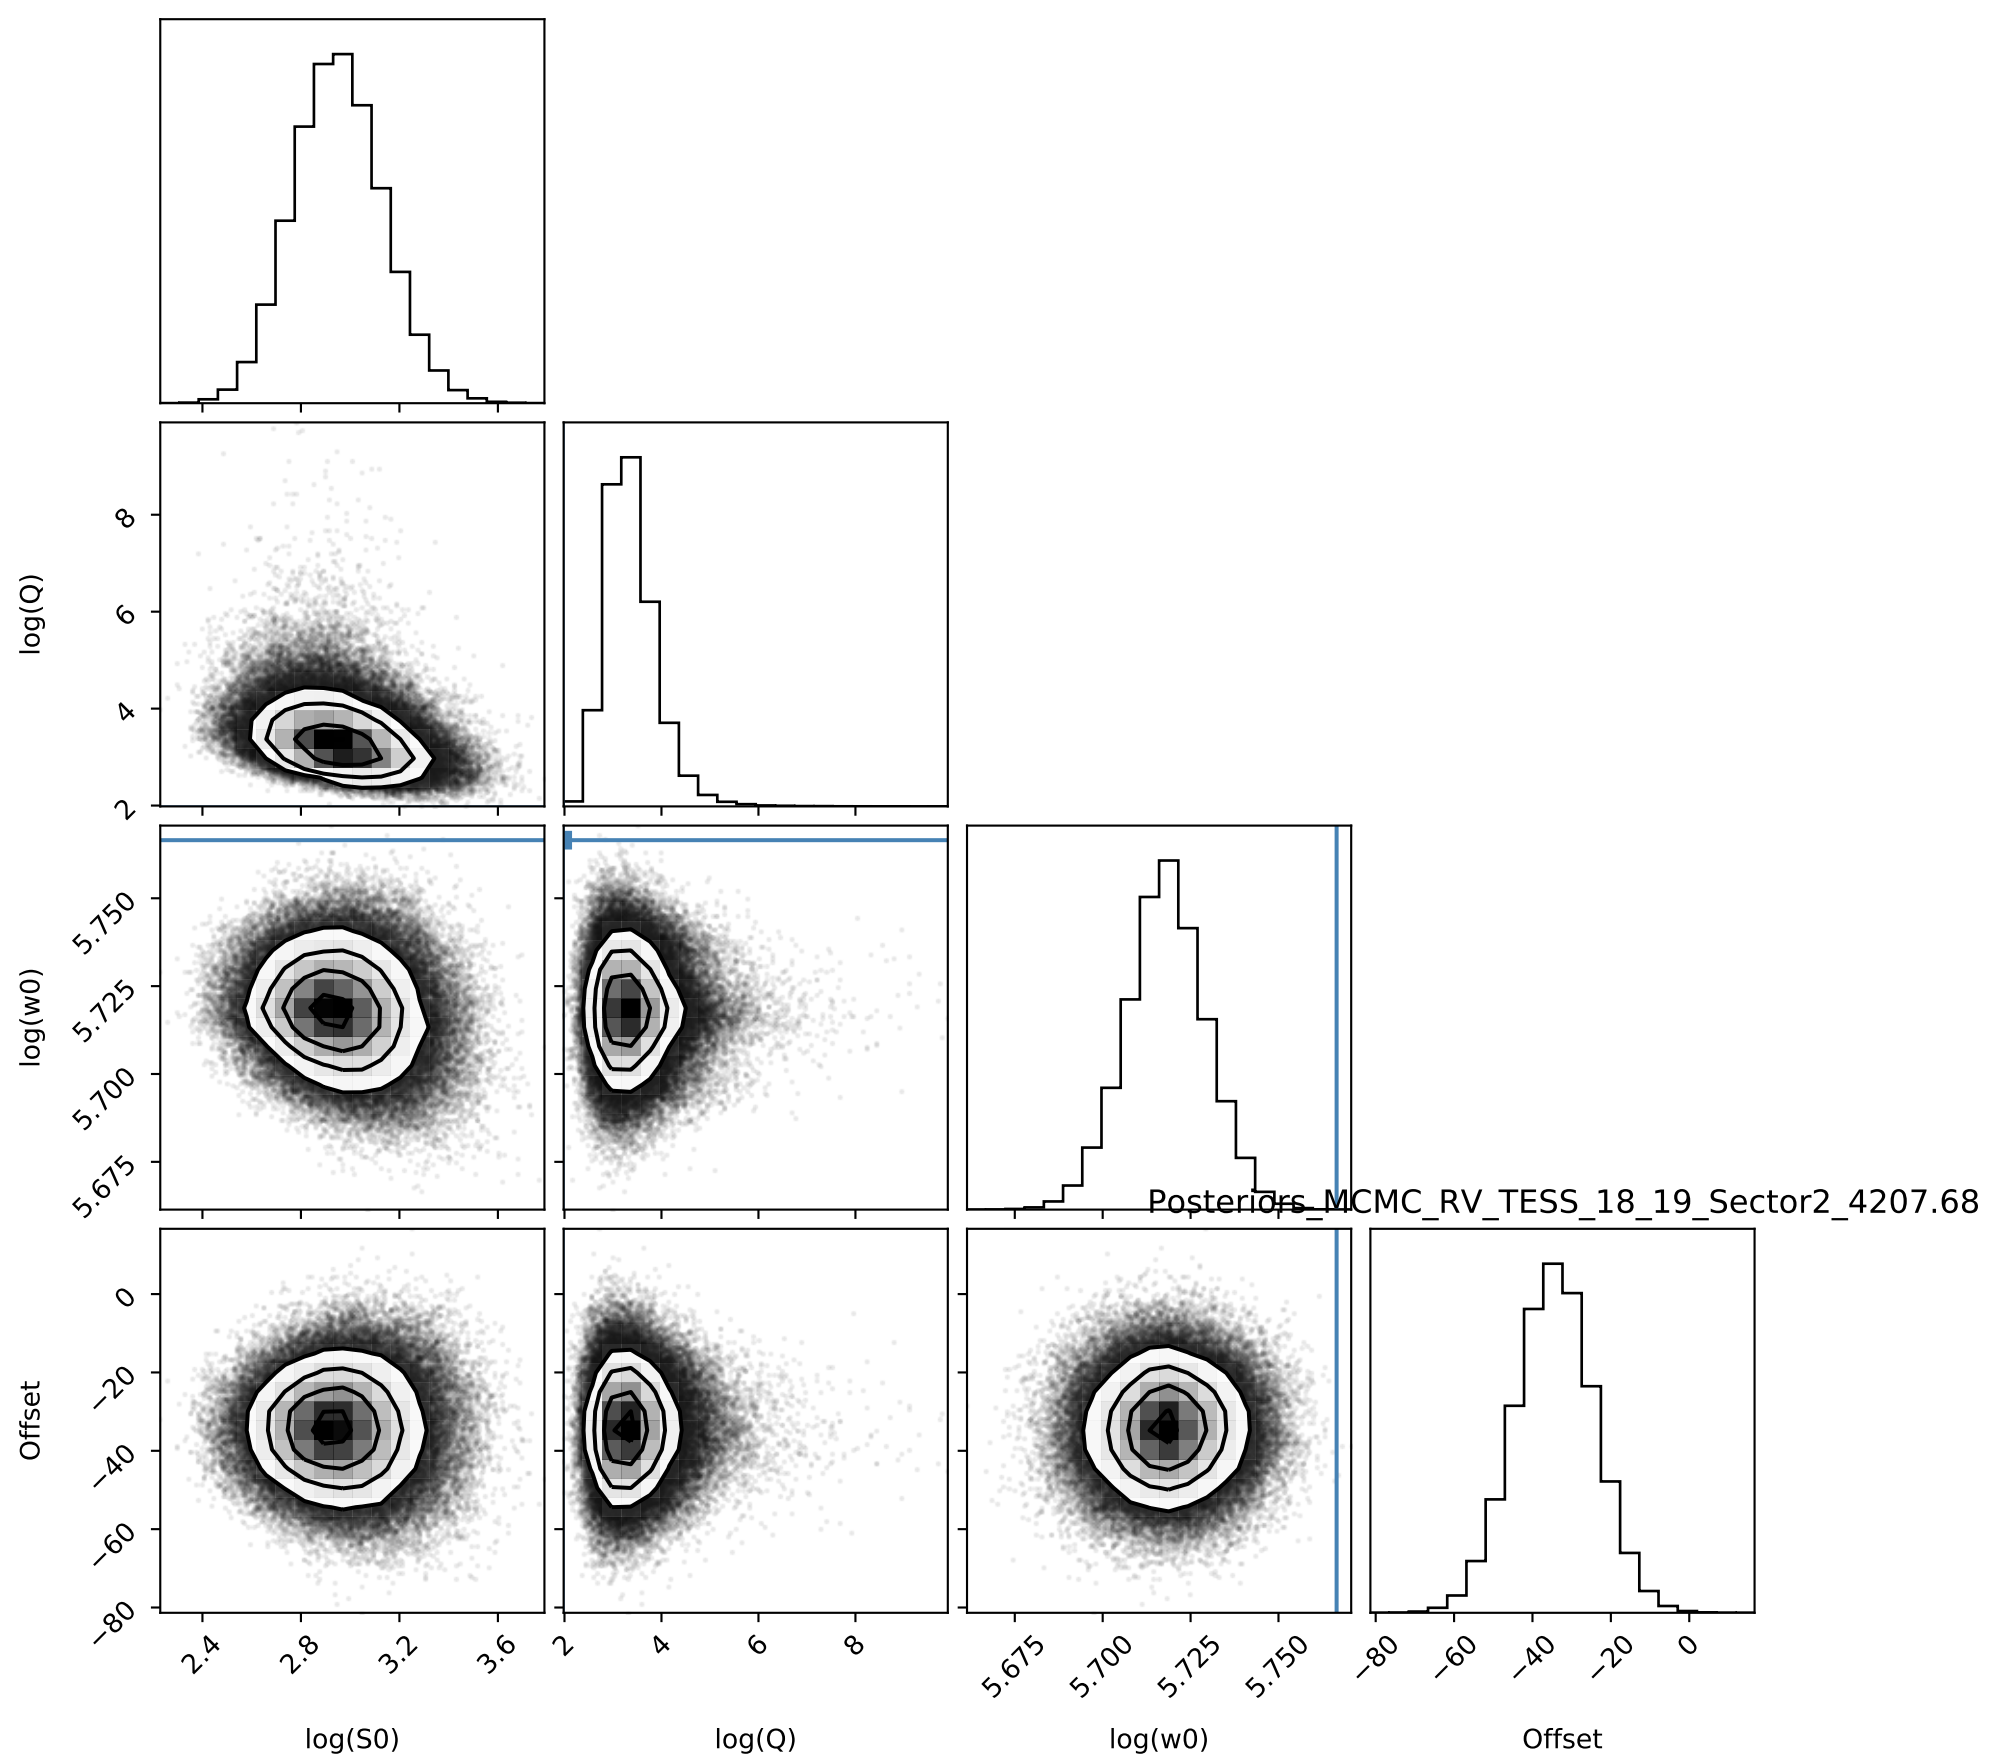 log(Q)
8
6
4
2
log(w0)
5.750
5.725
5.700
5.675
Posteriors_MCMC_RV_TESS_18_19_Sector2_4207.68
Offset
0
−20
−40
−60
−80
2.4 2.8 3.2 3.6 2 4 6 8 5.675 5.700 5.725 5.750 −80 −60 −40 −20 0
log(S0) log(Q) log(w0) Offset